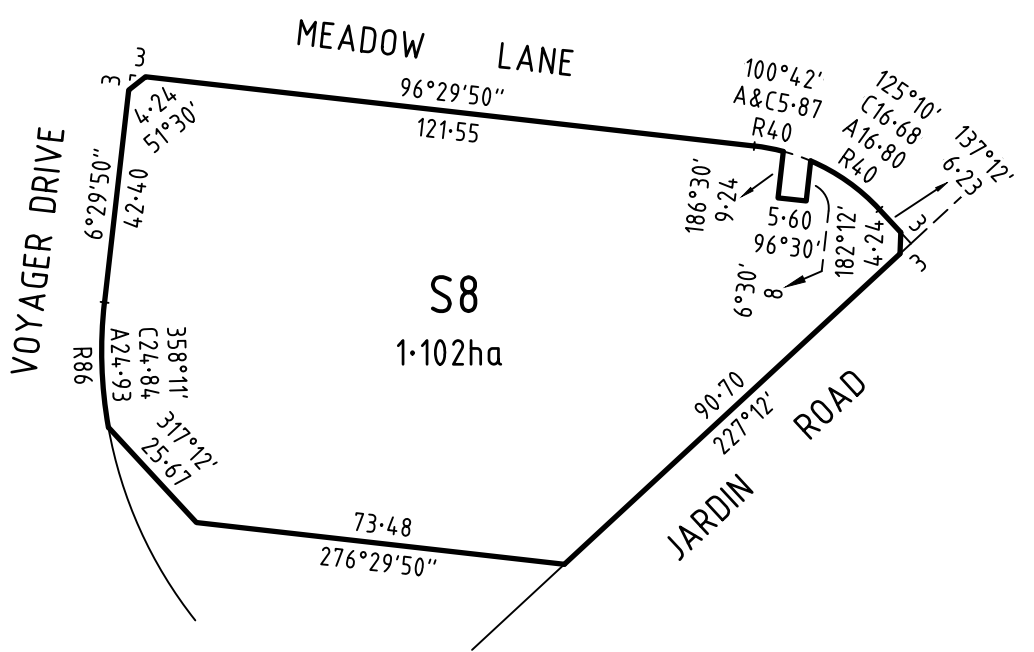 MEADOW LANE
96°29'50"
121·55
100°42'
A&C5·87
R40
125°10'
C16·68
A16·80
R40
137°12'
6·23
3
3
4·24
51°30'
VOYAGER DRIVE
6°29'50"
42·40
186°30'
9·24
5·60
96°30'
182°12'
4·24
3
3
6°30'
8
S8
1·102ha
358°11'
C24·84
A24·93
R86
317°12'
25·67
90·70
227°12'
JARDIN ROAD
73·48
276°29'50"